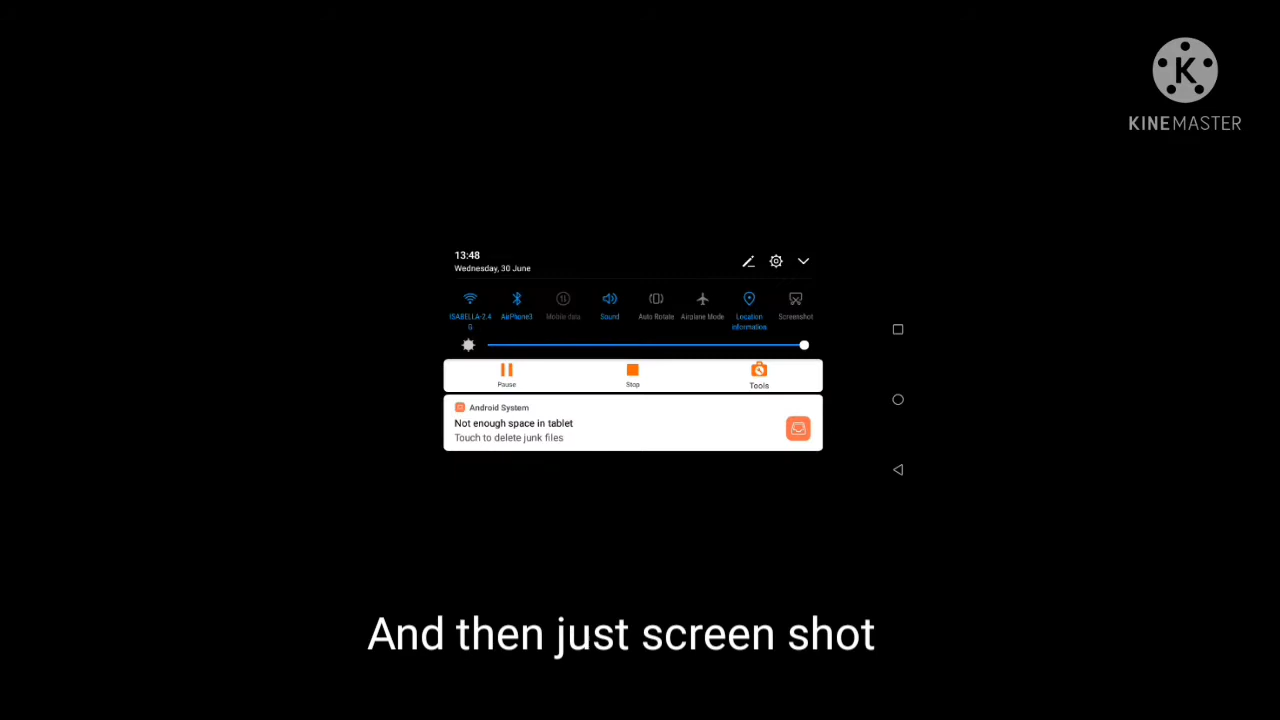 K
KINEMASTER
13:48
Wednesday, 30 June
ISABELLA-2.4G
AirPhone3
Mobile data
Sound
Auto Rotate
Airplane Mode
Location information
Screenshot
Pause
Stop
Tools
Android System
Not enough space in tablet
Touch to delete junk files
And then just screen shot